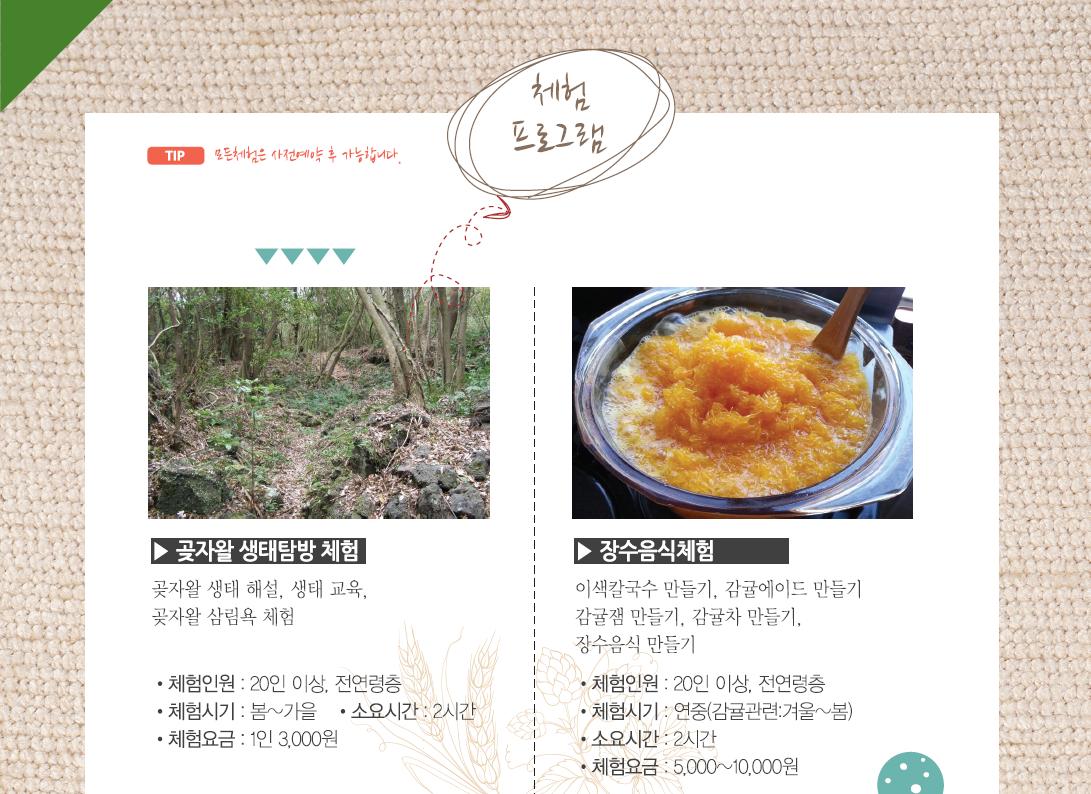 체험
프로그램
TIP 모든체험은 사전예약 후 가능합니다.
▶ 곶자왈 생태탐방 체험
곶자왈 생태 해설, 생태 교육,
곶자왈 삼림욕 체험
• 체험인원 : 20인 이상, 전연령층
• 체험시기 : 봄~가을 • 소요시간 : 2시간
• 체험요금 : 1인 3,000원
▶ 장수음식체험
이색칼국수 만들기, 감귤에이드 만들기
감귤잼 만들기, 감귤차 만들기,
장수음식 만들기
• 체험인원 : 20인 이상, 전연령층
• 체험시기 : 연중(감귤관련:겨울~봄)
• 소요시간 : 2시간
• 체험요금 : 5,000~10,000원